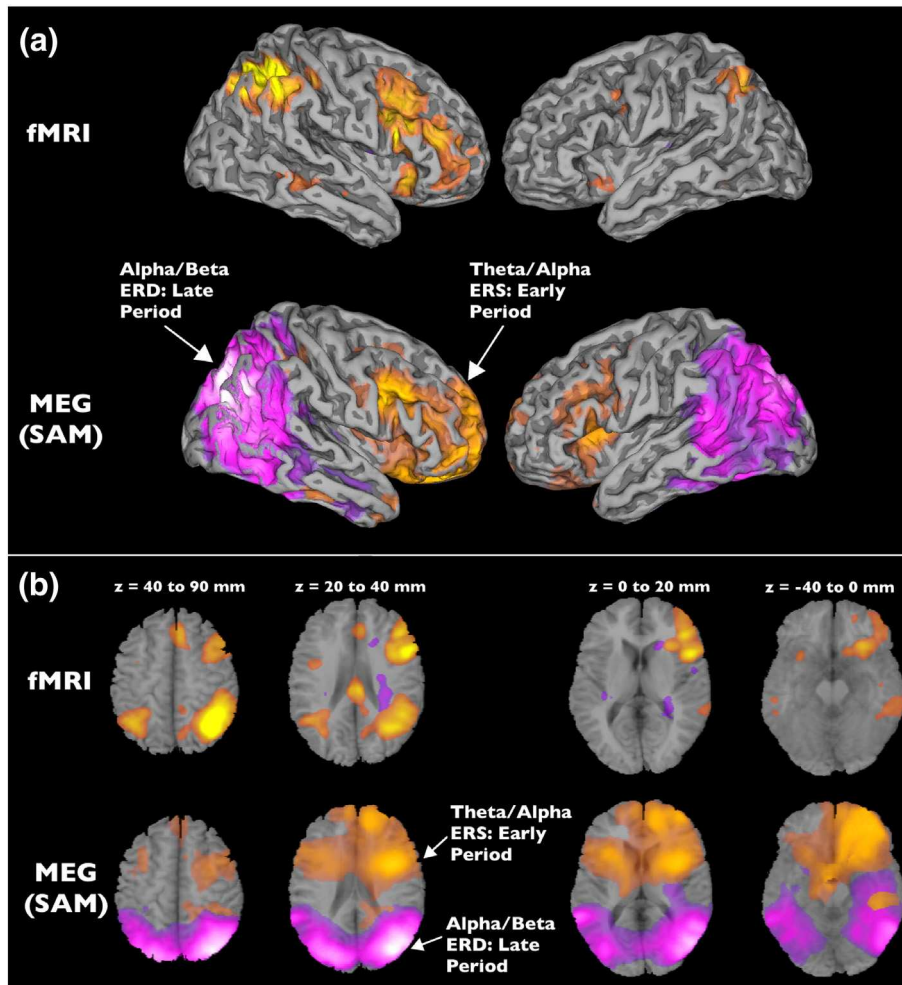 (a)
fMRI
Alpha/Beta
ERD: Late
Period
Theta/Alpha
ERS: Early
Period
MEG
(SAM)
(b)
z = 40 to 90 mm
z = 20 to 40 mm
z = 0 to 20 mm
z = -40 to 0 mm
fMRI
Theta/Alpha
ERS: Early
Period
MEG
(SAM)
Alpha/Beta
ERD: Late
Period